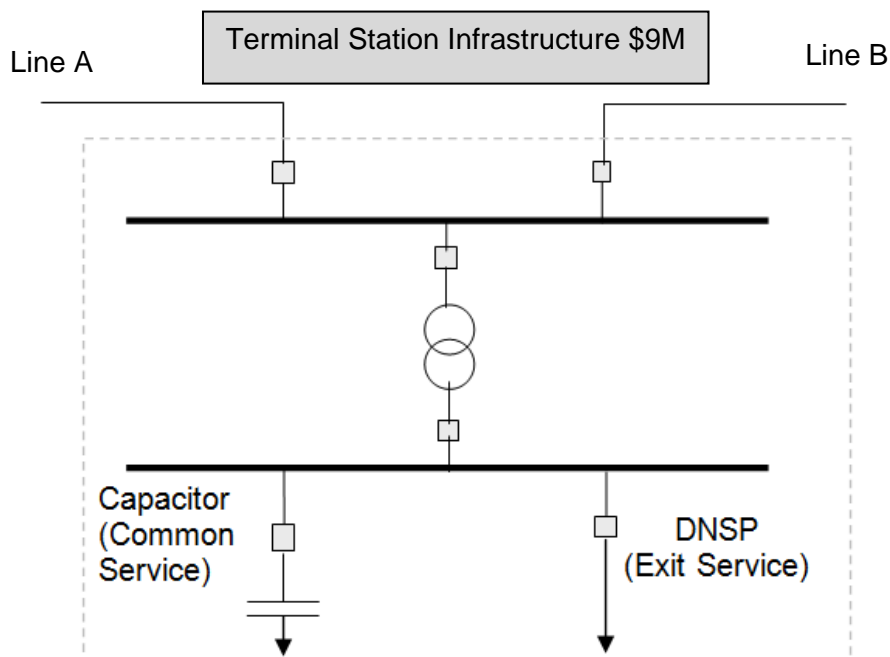 Terminal Station Infrastructure $9M
Line A
Line B
Capacitor
(Common
Service)
DNSP
(Exit Service)